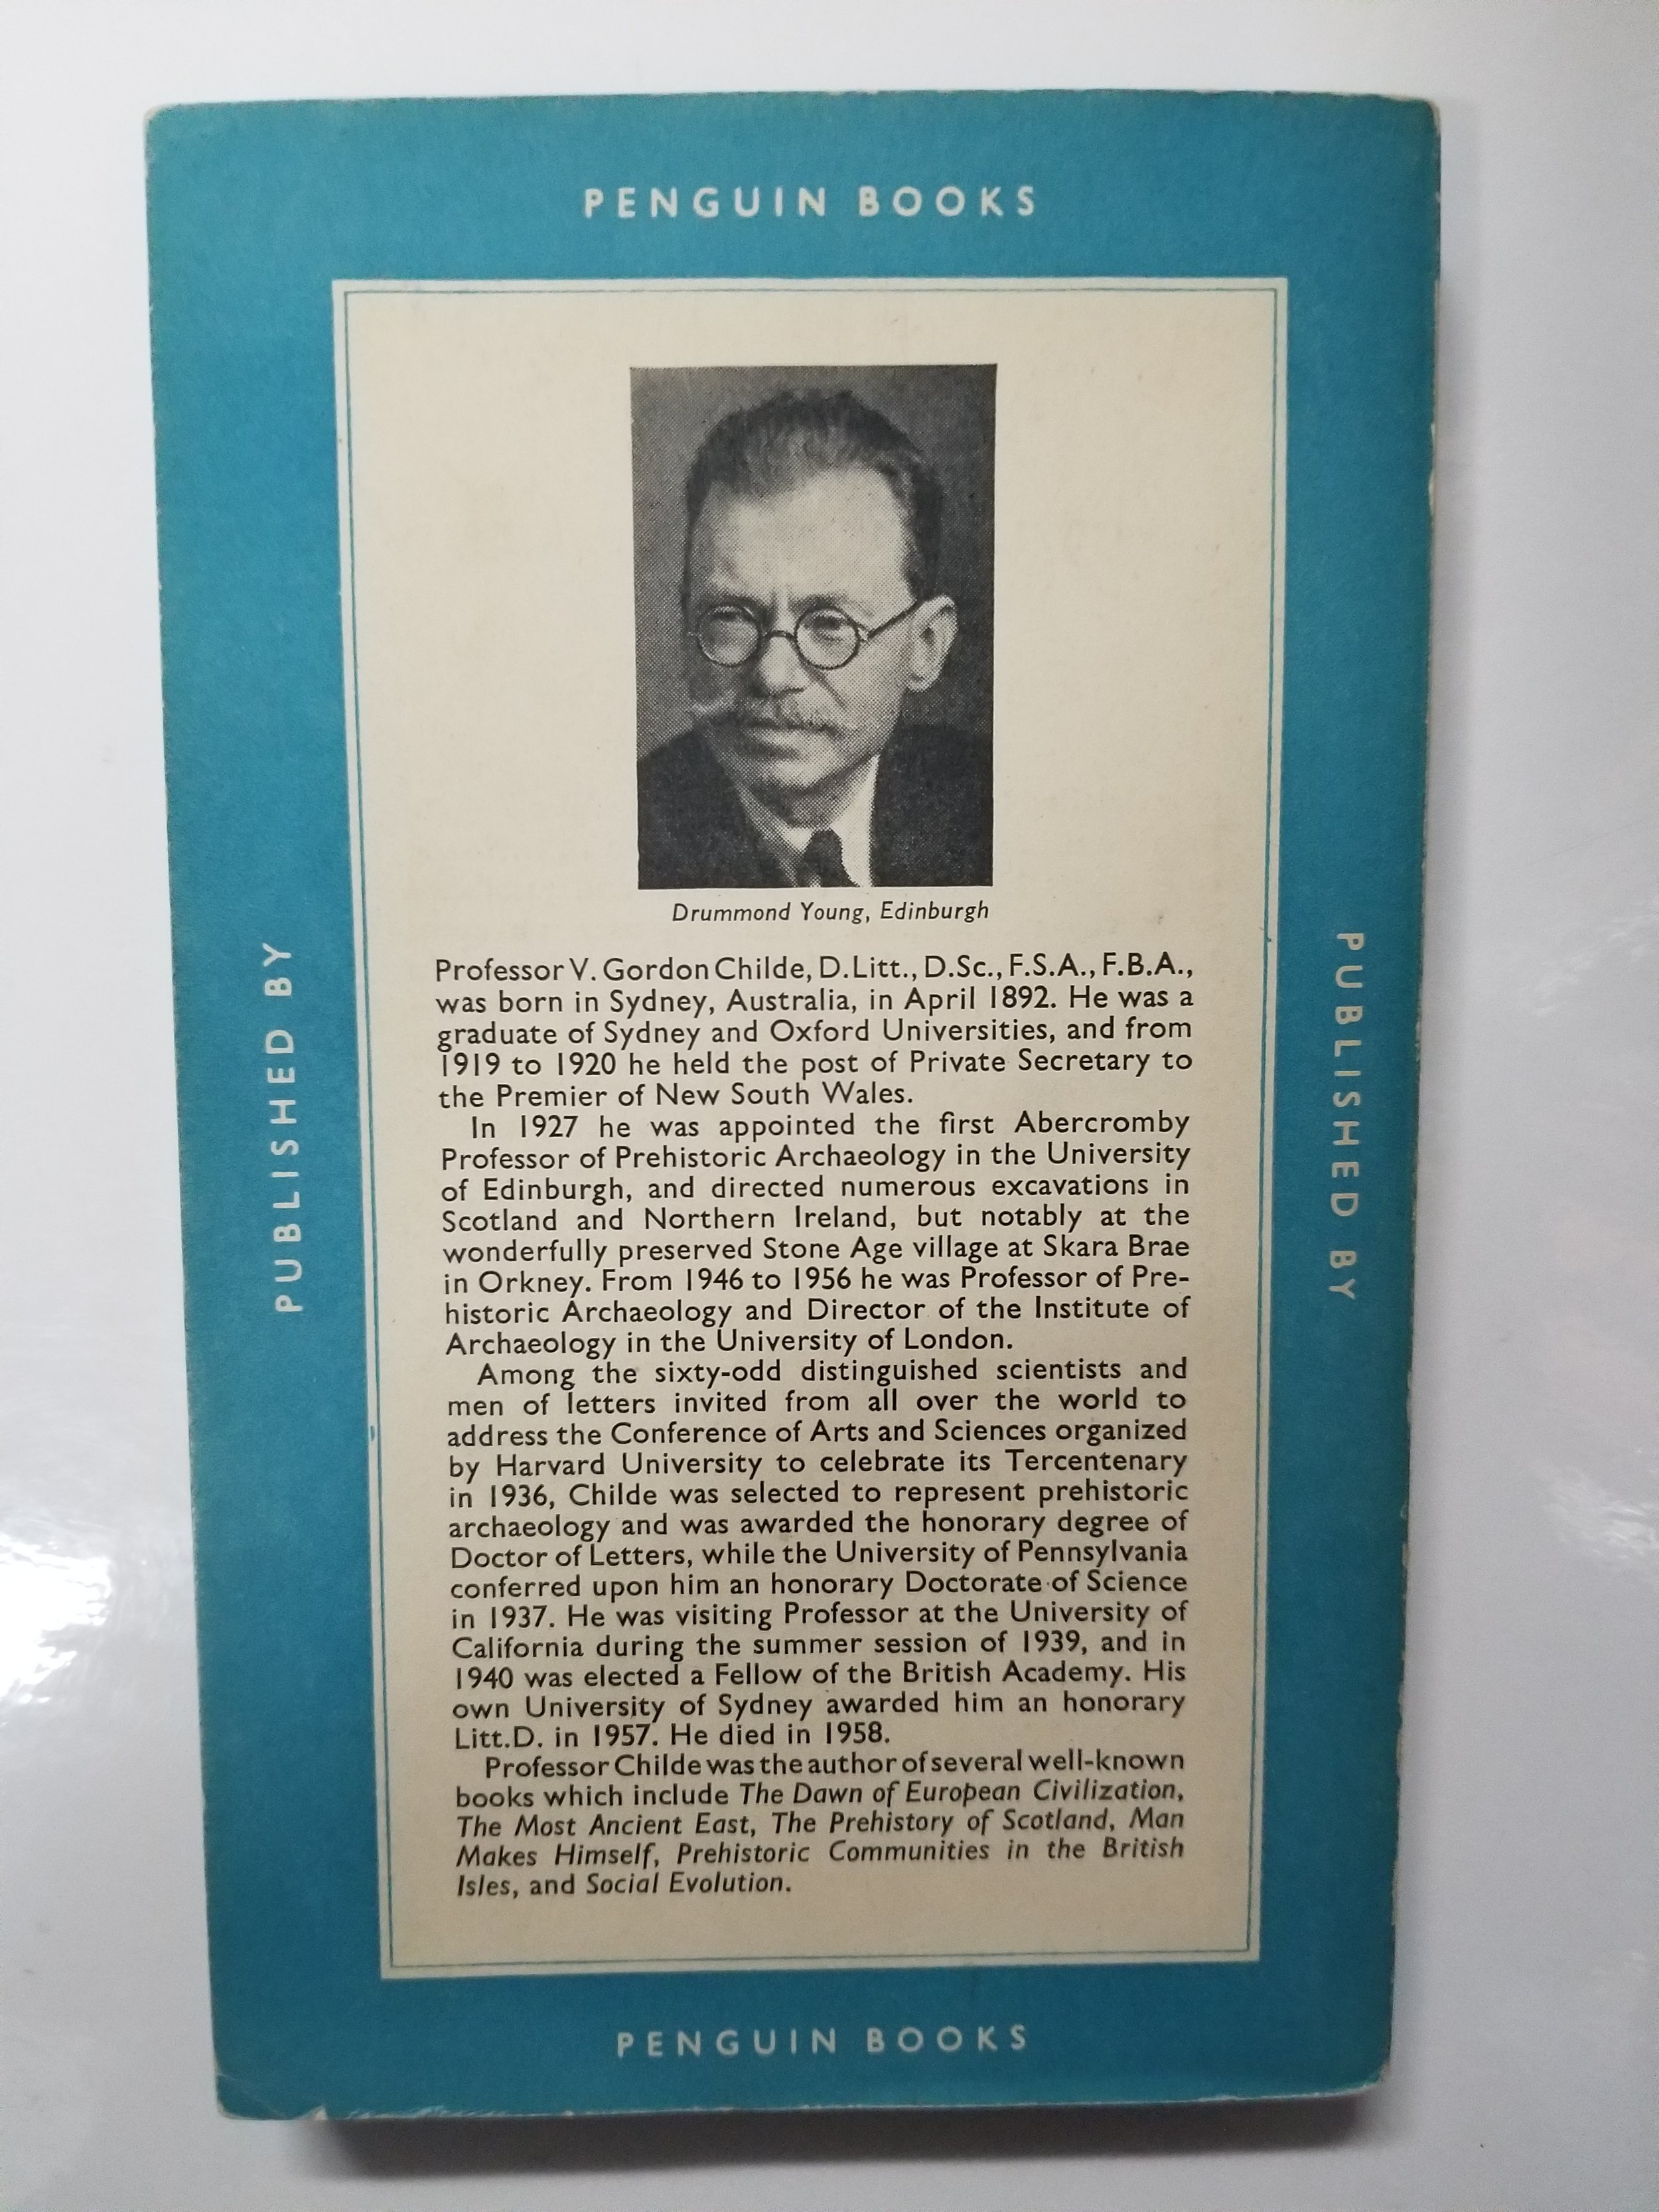 PENGUIN BOOKS
Drummond Young, Edinburgh
Professor V. Gordon Childe, D.Litt., D.Sc., F.S.A., F.B.A.,
was born in Sydney, Australia, in April 1892. He was a
graduate of Sydney and Oxford Universities, and from
1919 to 1920 he held the post of Private Secretary to
the Premier of New South Wales.
In 1927 he was appointed the first Abercromby
Professor of Prehistoric Archaeology in the University
of Edinburgh, and directed numerous excavations in
Scotland and Northern Ireland, but notably at the
wonderfully preserved Stone Age village at Skara Brae
in Orkney. From 1946 to 1956 he was Professor of Pre-
historic Archaeology and Director of the Institute of
Archaeology in the University of London.
Among the sixty-odd distinguished scientists and
men of letters invited from all over the world to
address the Conference of Arts and Sciences organized
by Harvard University to celebrate its Tercentenary
in 1936, Childe was selected to represent prehistoric
archaeology and was awarded the honorary degree of
Doctor of Letters, while the University of Pennsylvania
conferred upon him an honorary Doctorate of Science
in 1937. He was visiting Professor at the University of
California during the summer session of 1939, and in
1940 was elected a Fellow of the British Academy. His
own University of Sydney awarded him an honorary
Litt.D. in 1957. He died in 1958.
Professor Childe was the author of several well-known
books which include The Dawn of European Civilization,
The Most Ancient East, The Prehistory of Scotland, Man
Makes Himself, Prehistoric Communities in the British
Isles, and Social Evolution.
PUBLISHED BY
PUBLISHED BY
PENGUIN BOOKS